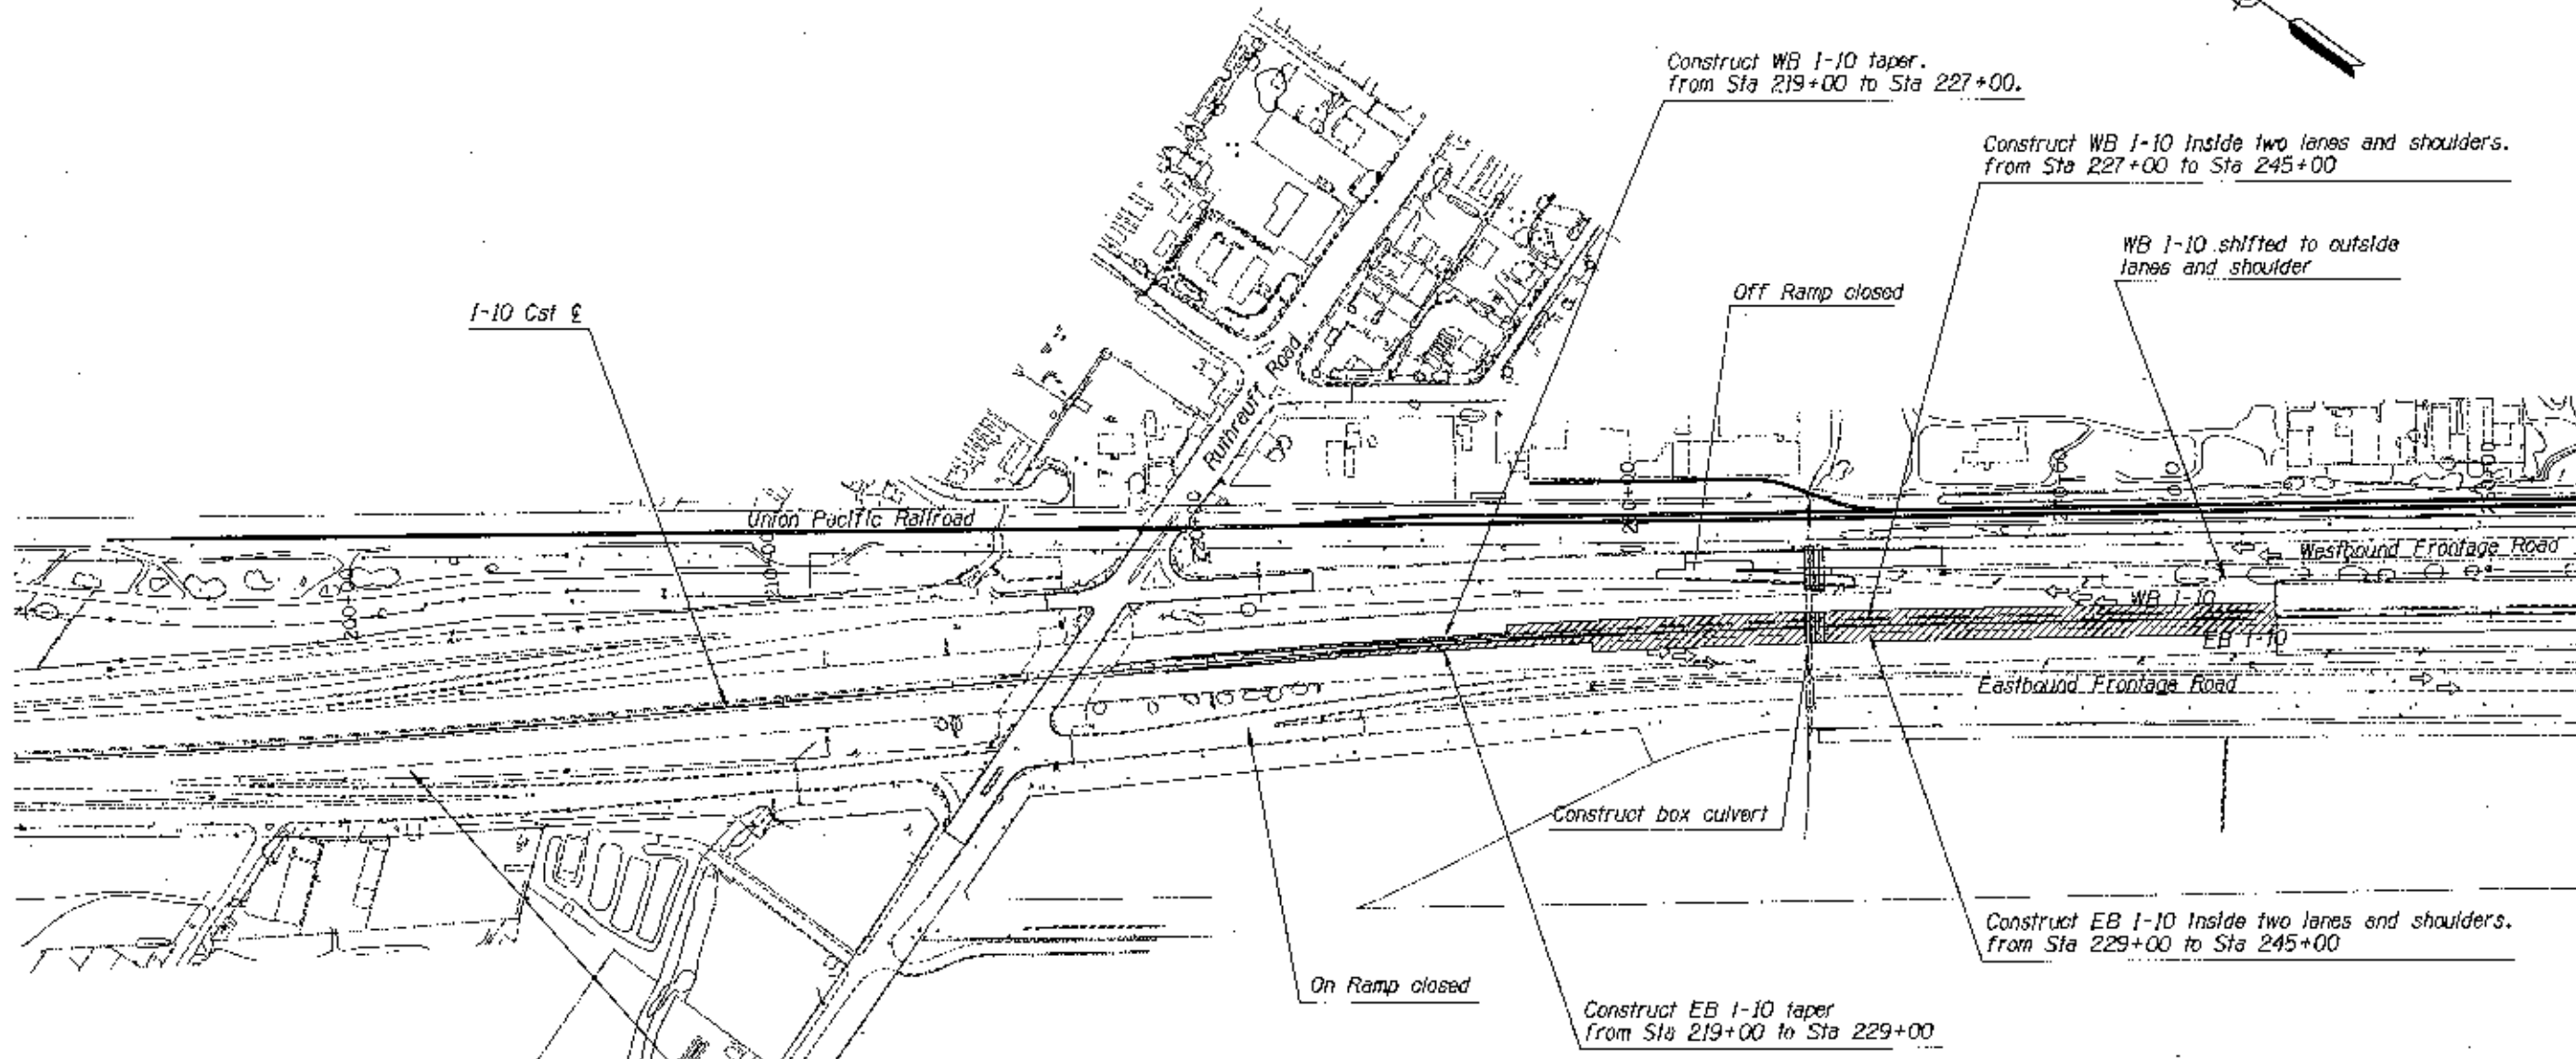 Construct WB I-10 taper.
from Sta 219+00 to Sta 227+00.
Construct WB I-10 Inside two lanes and shoulders.
from Sta 227+00 to Sta 245+00
WB I-10 shifted to outside
lanes and shoulder
Off Ramp closed
I-10 Cst ℄
Ruthrauff Road
Union Pacific Railroad
200+00
Westbound Frontage Road
WB I-10
EB I-10
Eastbound Frontage Road
Construct box culvert
Construct EB I-10 Inside two lanes and shoulders.
from Sta 229+00 to Sta 245+00
On Ramp closed
Construct EB I-10 taper
from Sta 219+00 to Sta 229+00